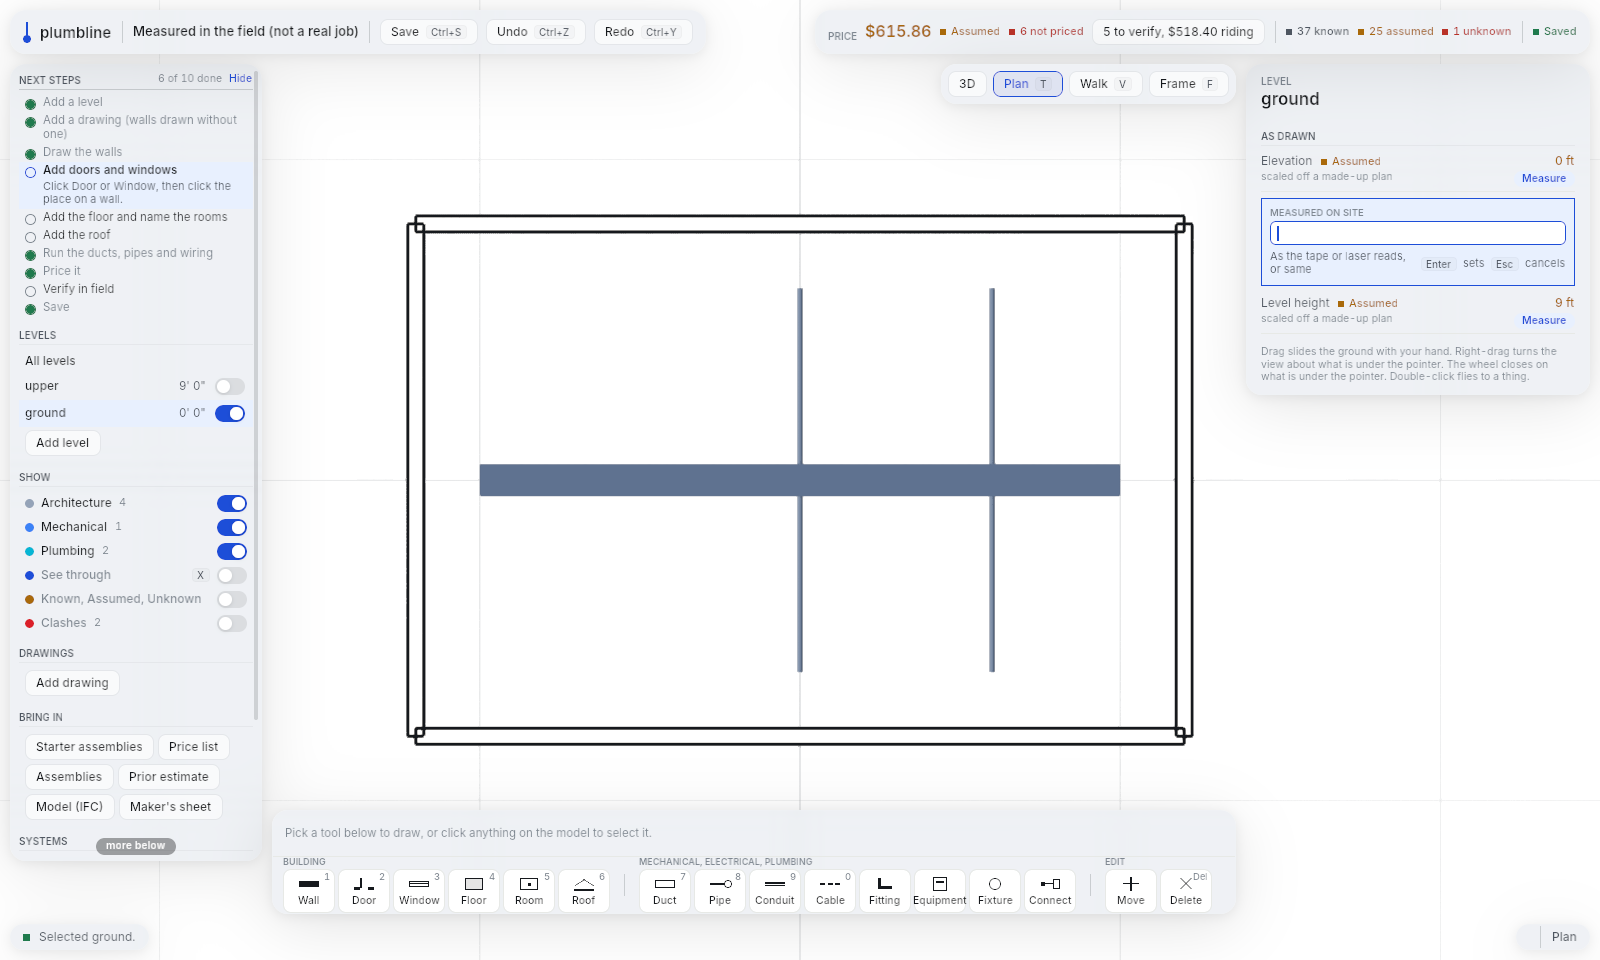 plumbline
Measured in the field (not a real job)
Save Ctrl+S
Undo Ctrl+Z
Redo Ctrl+Y
PRICE $615.86 Assumed 6 not priced
5 to verify, $518.40 riding
37 known 25 assumed 1 unknown
Saved
NEXT STEPS 6 of 10 done Hide
Add a level
Add a drawing (walls drawn without
one)
Draw the walls
Add doors and windows
Click Door or Window, then click the
place on a wall.
Add the floor and name the rooms
Add the roof
Run the ducts, pipes and wiring
Price it
Verify in field
Save
LEVELS
All levels
upper 9' 0"
ground 0' 0"
Add level
SHOW
Architecture 4
Mechanical 1
Plumbing 2
See through X
Known, Assumed, Unknown
Clashes 2
DRAWINGS
Add drawing
BRING IN
Starter assemblies Price list
Assemblies Prior estimate
Model (IFC) Maker's sheet
SYSTEMS
more below
3D
Plan T
Walk V
Frame F
LEVEL
ground
AS DRAWN
Elevation Assumed 0 ft
scaled off a made-up plan Measure
MEASURED ON SITE
As the tape or laser reads,
or same
Enter sets Esc cancels
Level height Assumed 9 ft
scaled off a made-up plan Measure
Drag slides the ground with your hand. Right-drag turns the
view about what is under the pointer. The wheel closes on
what is under the pointer. Double-click flies to a thing.
Pick a tool below to draw, or click anything on the model to select it.
BUILDING
1 Wall
2 Door
3 Window
4 Floor
5 Room
6 Roof
MECHANICAL, ELECTRICAL, PLUMBING
7 Duct
8 Pipe
9 Conduit
0 Cable
Fitting
Equipment
Fixture
Connect
EDIT
Move
Del Delete
Selected ground.
Plan